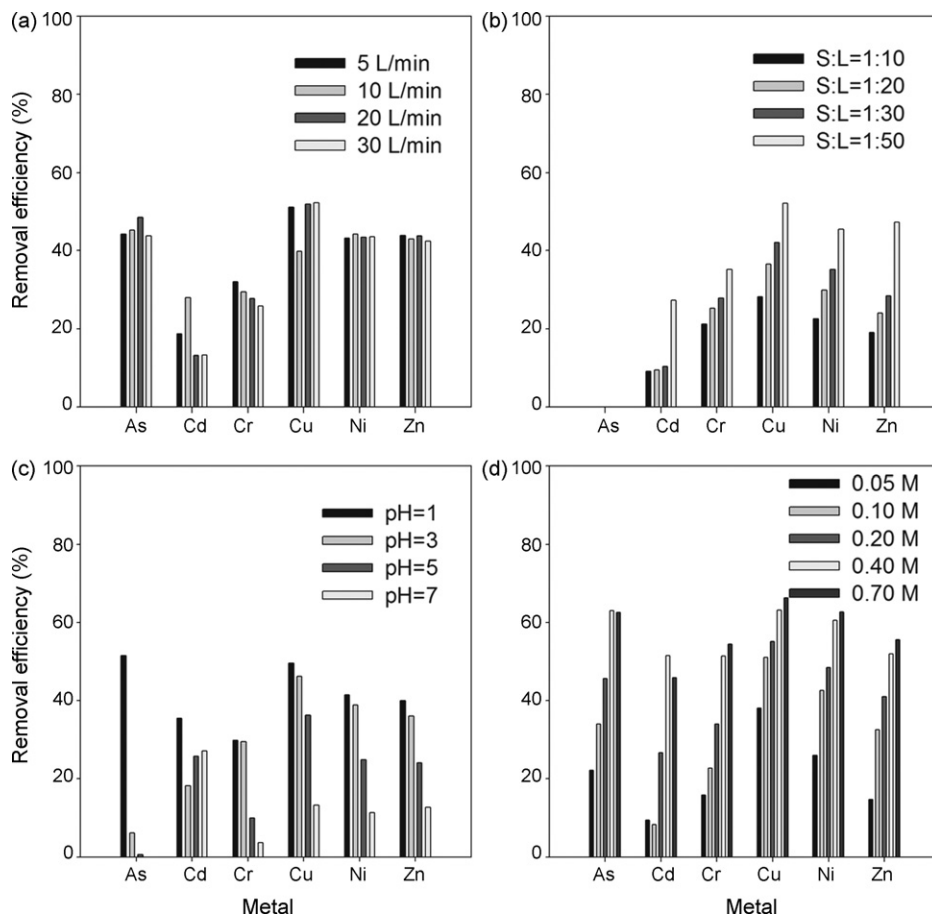 (a)
100
80
60
40
20
0
Removal efficiency (%)
5 L/min
10 L/min
20 L/min
30 L/min
As Cd Cr Cu Ni Zn
(b)
100
80
60
40
20
0
S:L=1:10
S:L=1:20
S:L=1:30
S:L=1:50
As Cd Cr Cu Ni Zn
(c)
100
80
60
40
20
0
Removal efficiency (%)
pH=1
pH=3
pH=5
pH=7
As Cd Cr Cu Ni Zn
Metal
(d)
100
80
60
40
20
0
0.05 M
0.10 M
0.20 M
0.40 M
0.70 M
As Cd Cr Cu Ni Zn
Metal